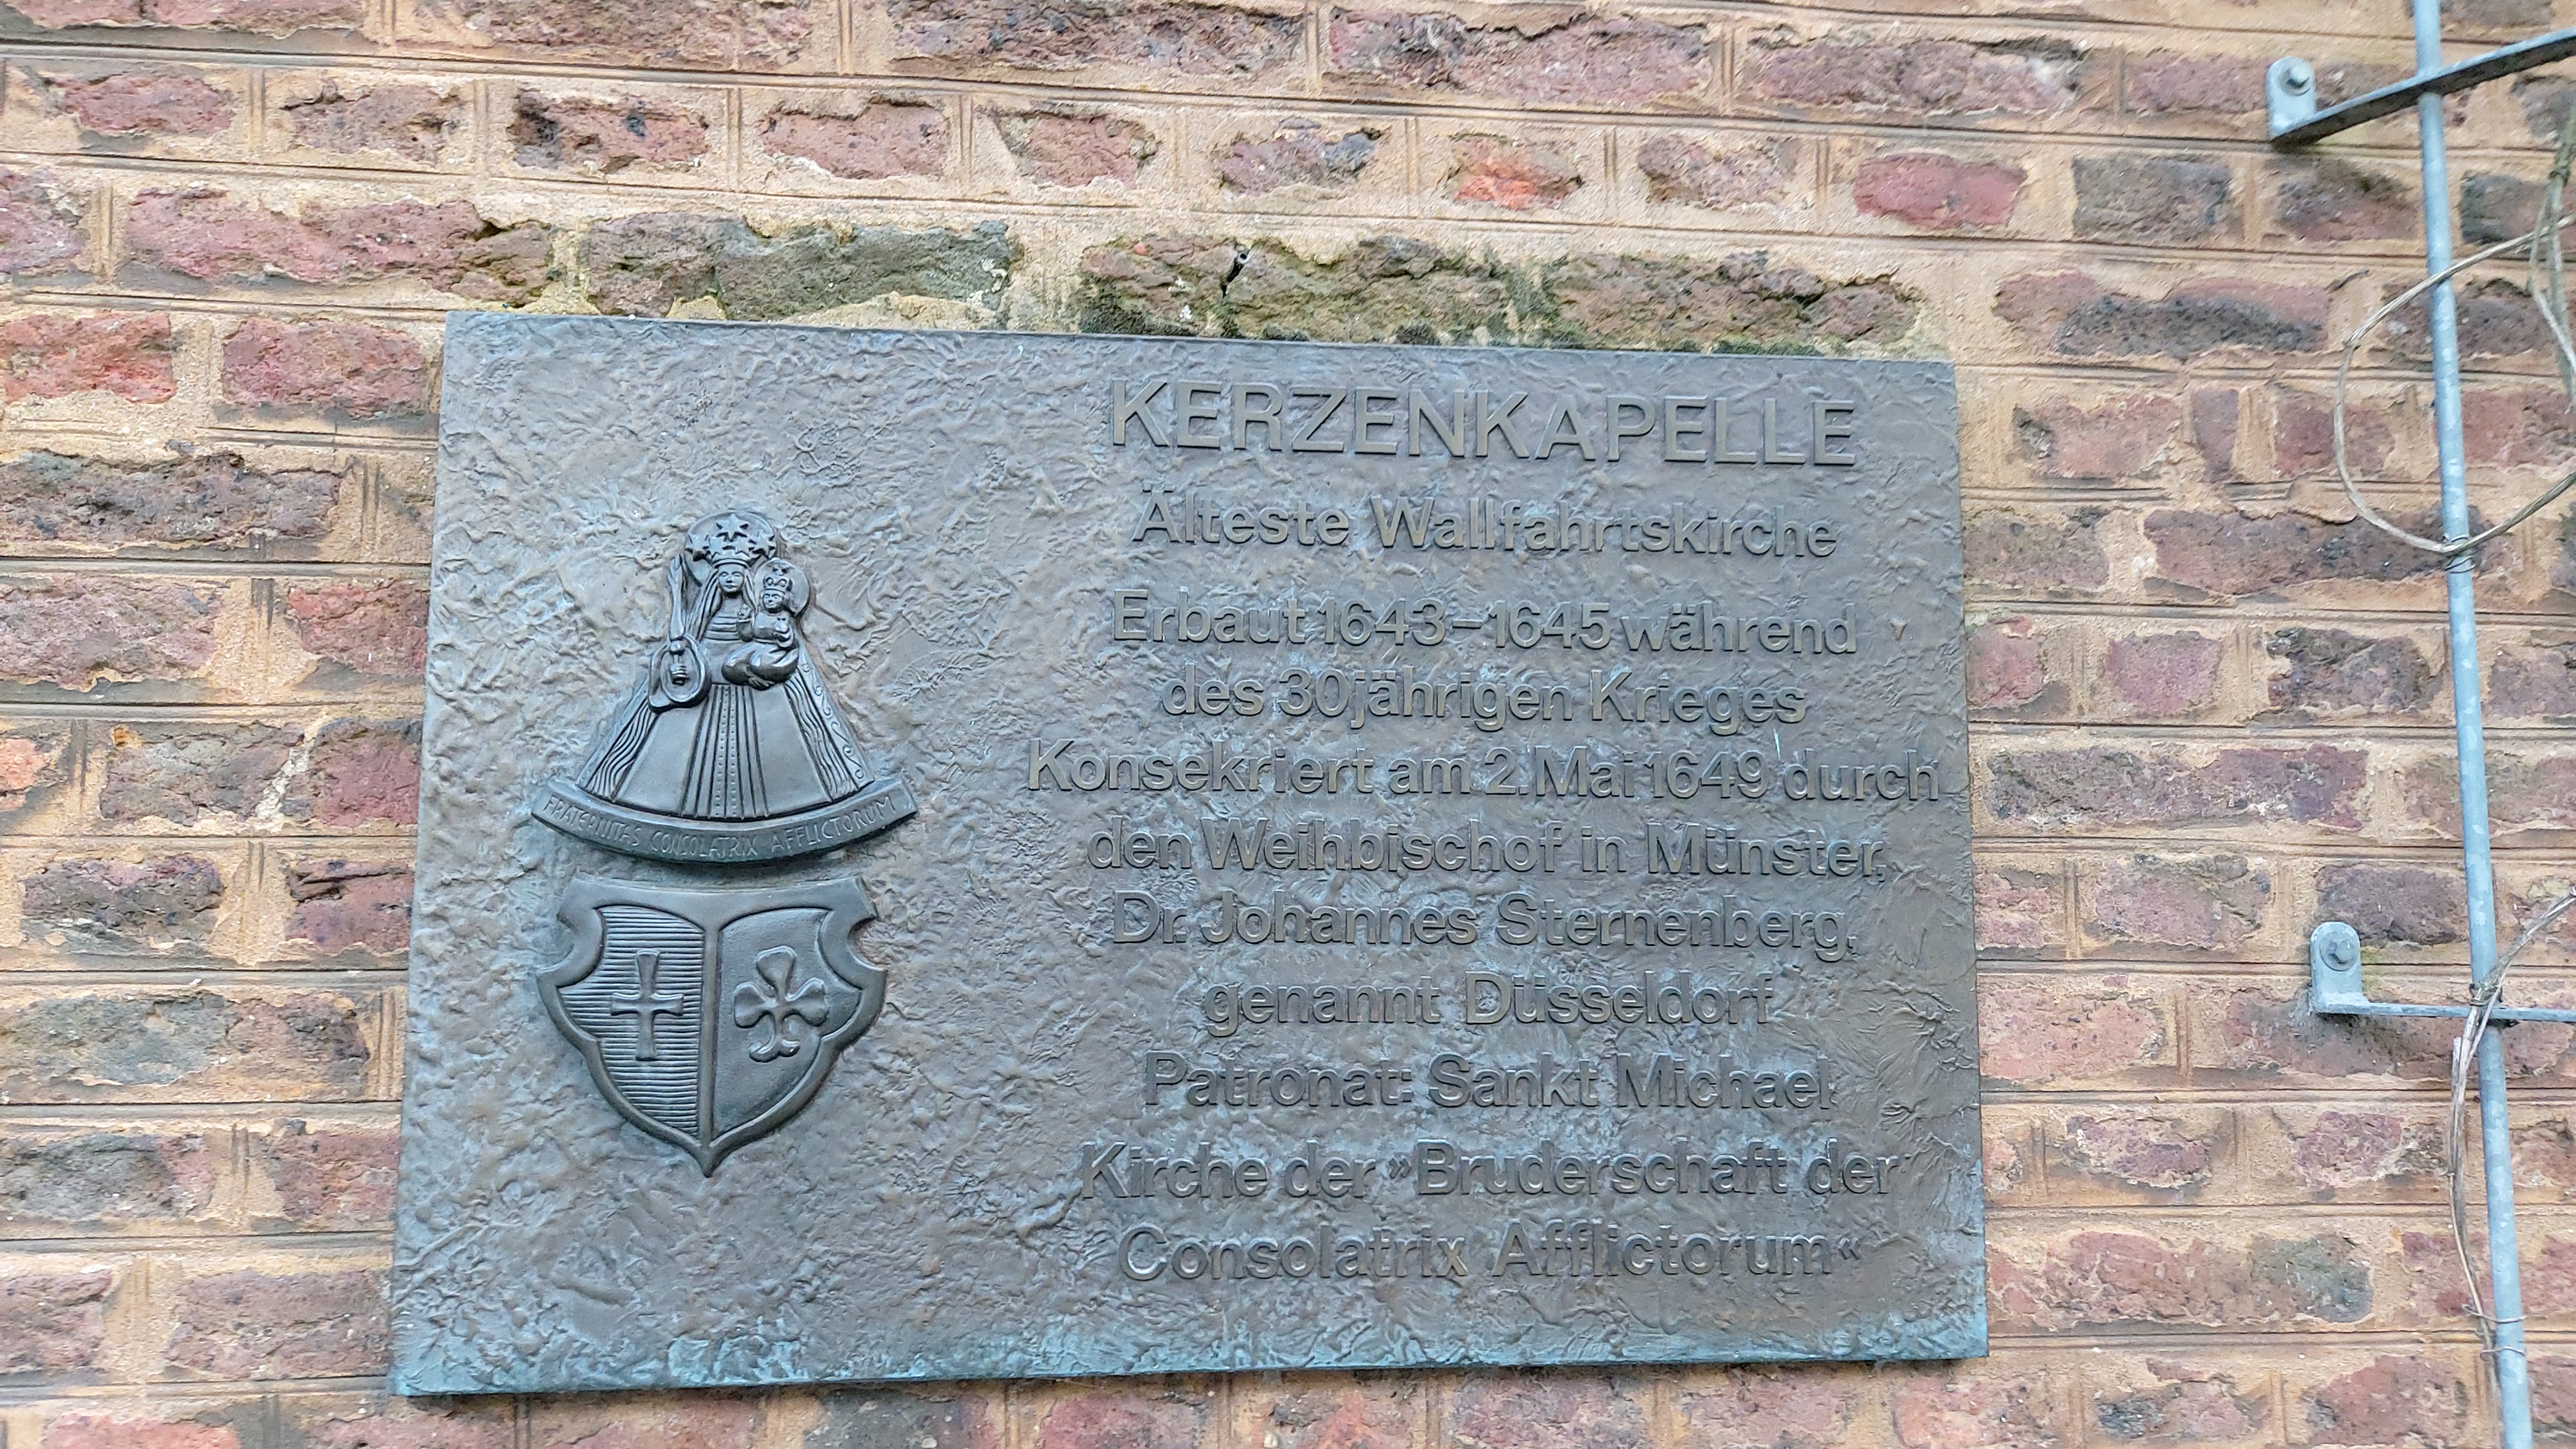 KERZENKAPELLE
Älteste Wallfahrtskirche
Erbaut 1643–1645 während
des 30jährigen Krieges
Konsekriert am 2. Mai 1649 durch
den Weihbischof in Münster,
Dr. Johannes Sternenberg,
genannt Düsseldorf
Patronat: Sankt Michael
Kirche der »Bruderschaft der
Consolatrix Afflictorum«
CONSOLATRIX AFFLICTORUM